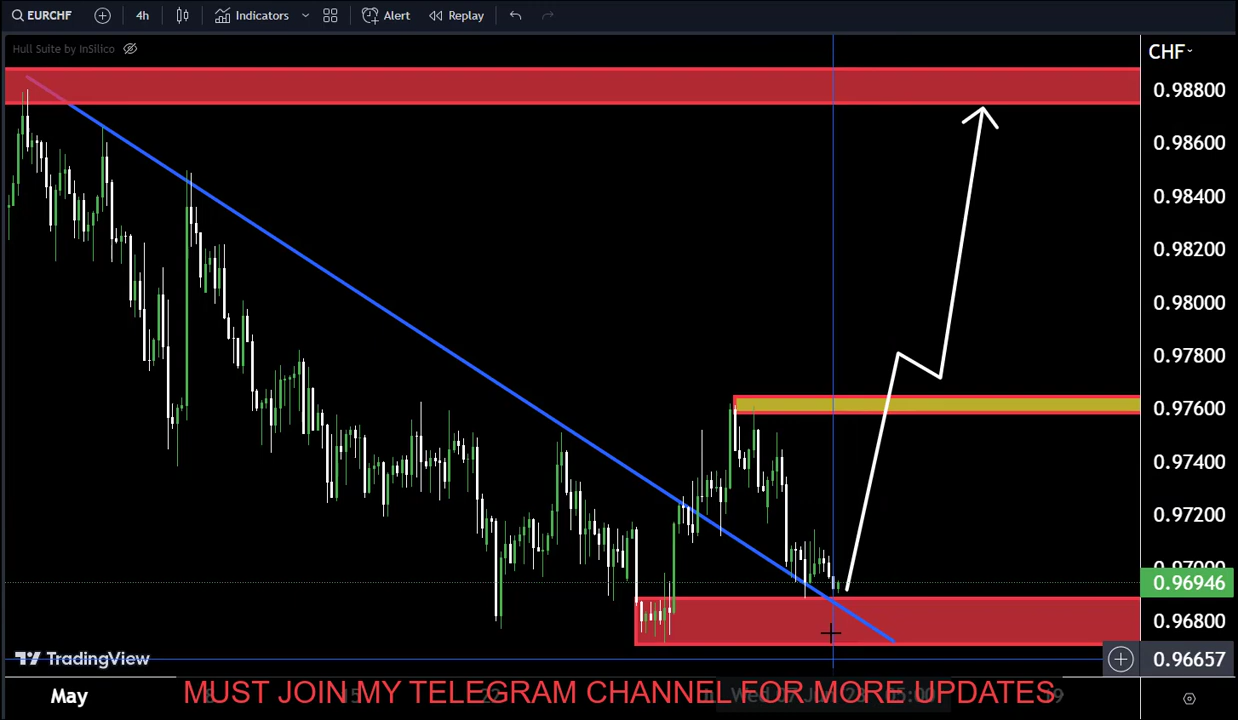 EURCHF
4h
Indicators
Alert
Replay
Hull Suite by InSilico
CHF
0.98800
0.98600
0.98400
0.98200
0.98000
0.97800
0.97600
0.97400
0.97200
0.97000
0.96946
0.96800
0.96657
TradingView
May
MUST JOIN MY TELEGRAM CHANNEL FOR MORE UPDATES